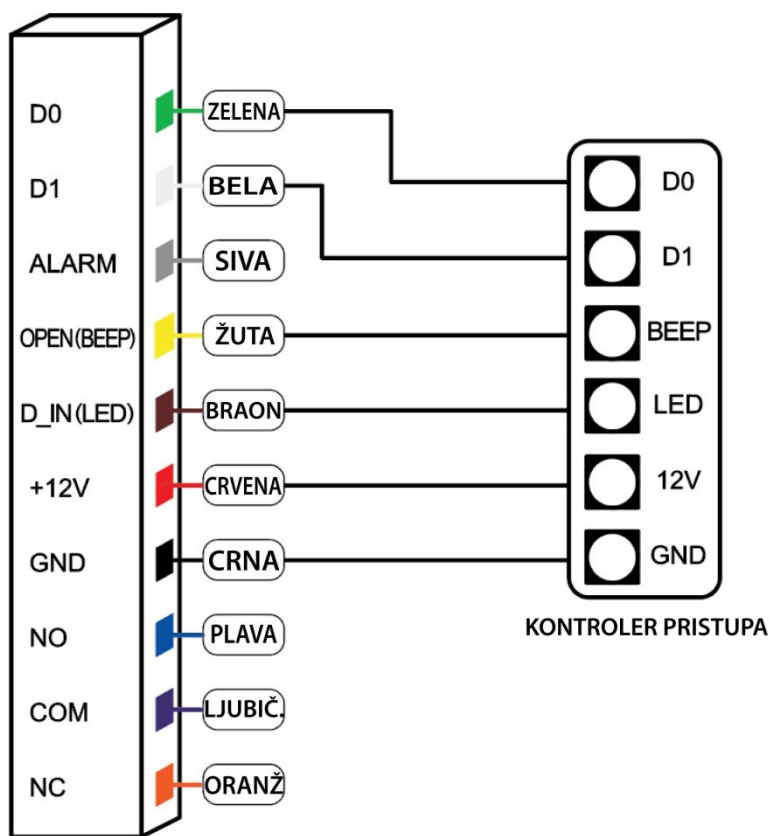 D0
ZELENA
D1
BELA
ALARM
SIVA
OPEN(BEEP)
ŽUTA
D_IN(LED)
BRAON
+12V
CRVENA
GND
CRNA
NO
PLAVA
COM
LJUBIČ.
NC
ORANŽ
D0
D1
BEEP
LED
12V
GND
KONTROLER PRISTUPA